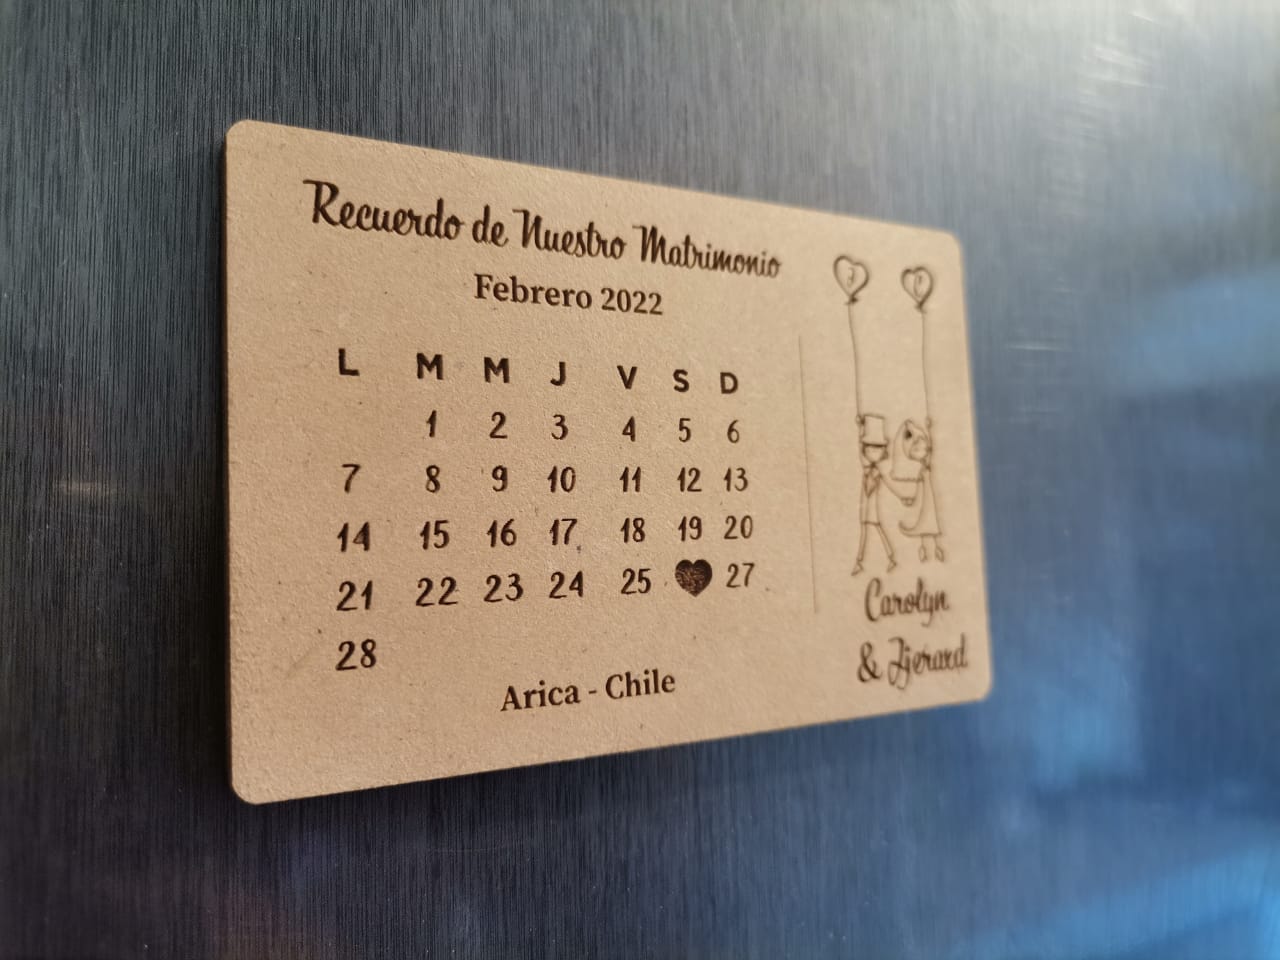 Recuerdo de Nuestro Matrimonio
Febrero 2022
L M M J V S D
1 2 3 4 5 6
7 8 9 10 11 12 13
14 15 16 17 18 19 20
21 22 23 24 25 27
28
Arica - Chile
Carolyn
& Jjerard